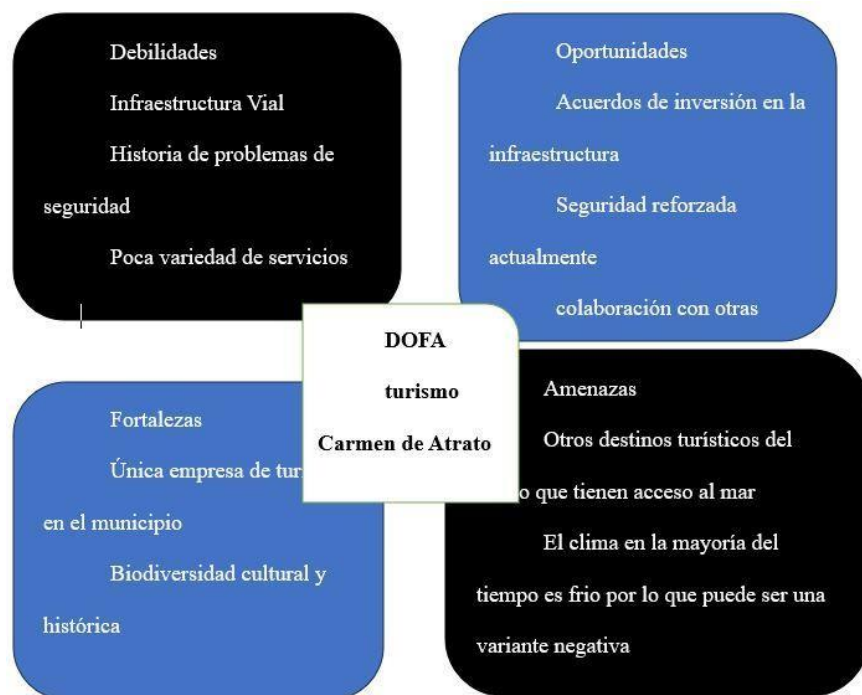 Debilidades
Infraestructura Vial
Historia de problemas de
seguridad
Poca variedad de servicios
Oportunidades
Acuerdos de inversión en la
infraestructura
Seguridad reforzada
actualmente
colaboración con otras
DOFA
turismo
Carmen de Atrato
Fortalezas
Única empresa de
en el municipio
Biodiversidad cultural y
histórica
Amenazas
Otros destinos turísticos del
que tienen acceso al mar
El clima en la mayoría del
tiempo es frio por lo que puede ser una
variante negativa